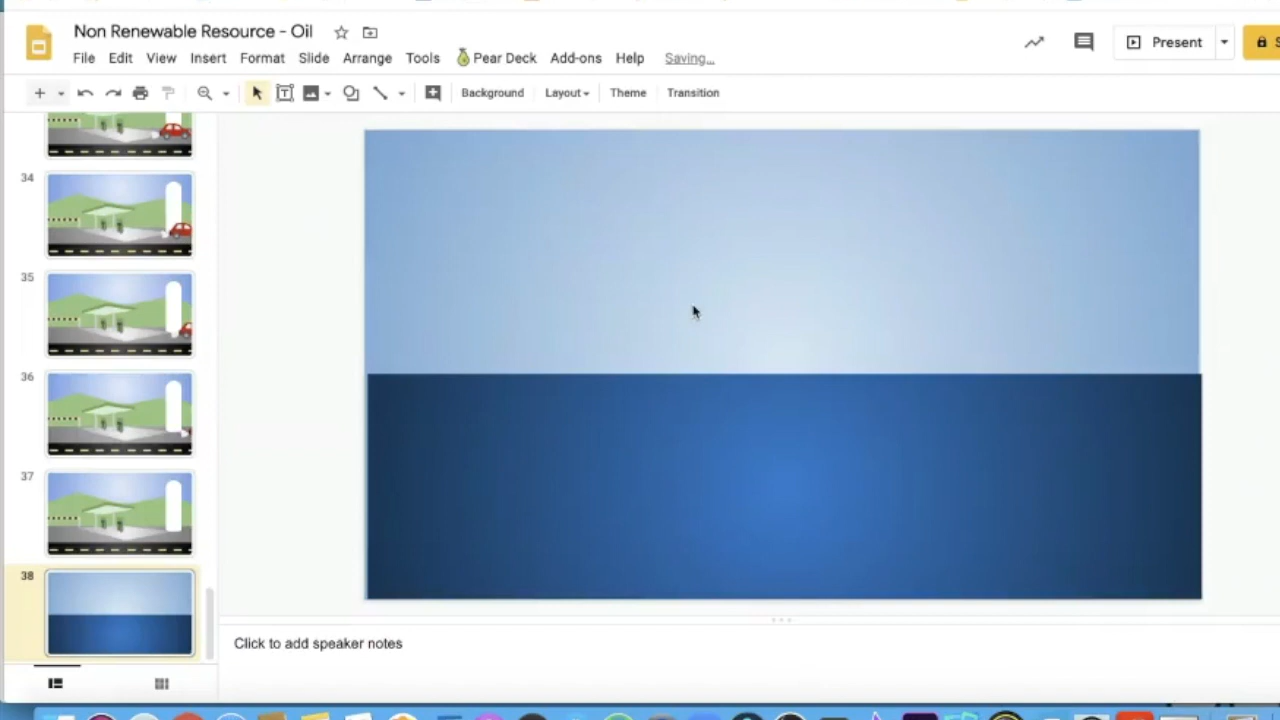 Non Renewable Resource - Oil
File Edit View Insert Format Slide Arrange Tools Pear Deck Add-ons Help Saving...
Present
Background Layout Theme Transition
34
35
36
37
38
Click to add speaker notes